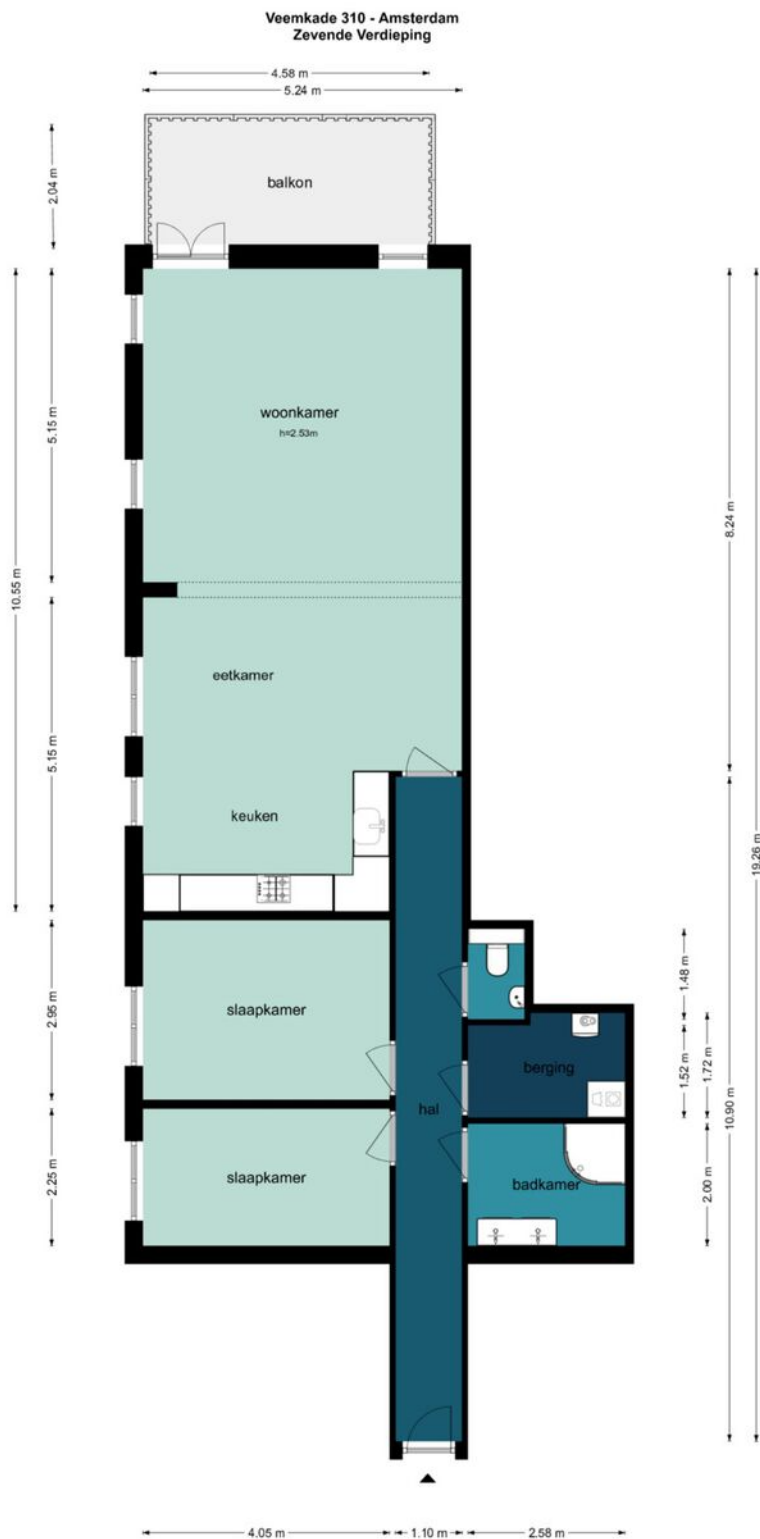 Veemkade 310 - Amsterdam
Zevende Verdieping
4.58 m
5.24 m
2.04 m
balkon
5.15 m
10.55 m
woonkamer
h=2.53m
8.24 m
19.26 m
eetkamer
5.15 m
keuken
2.95 m
slaapkamer
1.48 m
berging
1.52 m
1.72 m
10.90 m
hal
2.25 m
slaapkamer
badkamer
2.00 m
4.05 m
1.10 m
2.58 m